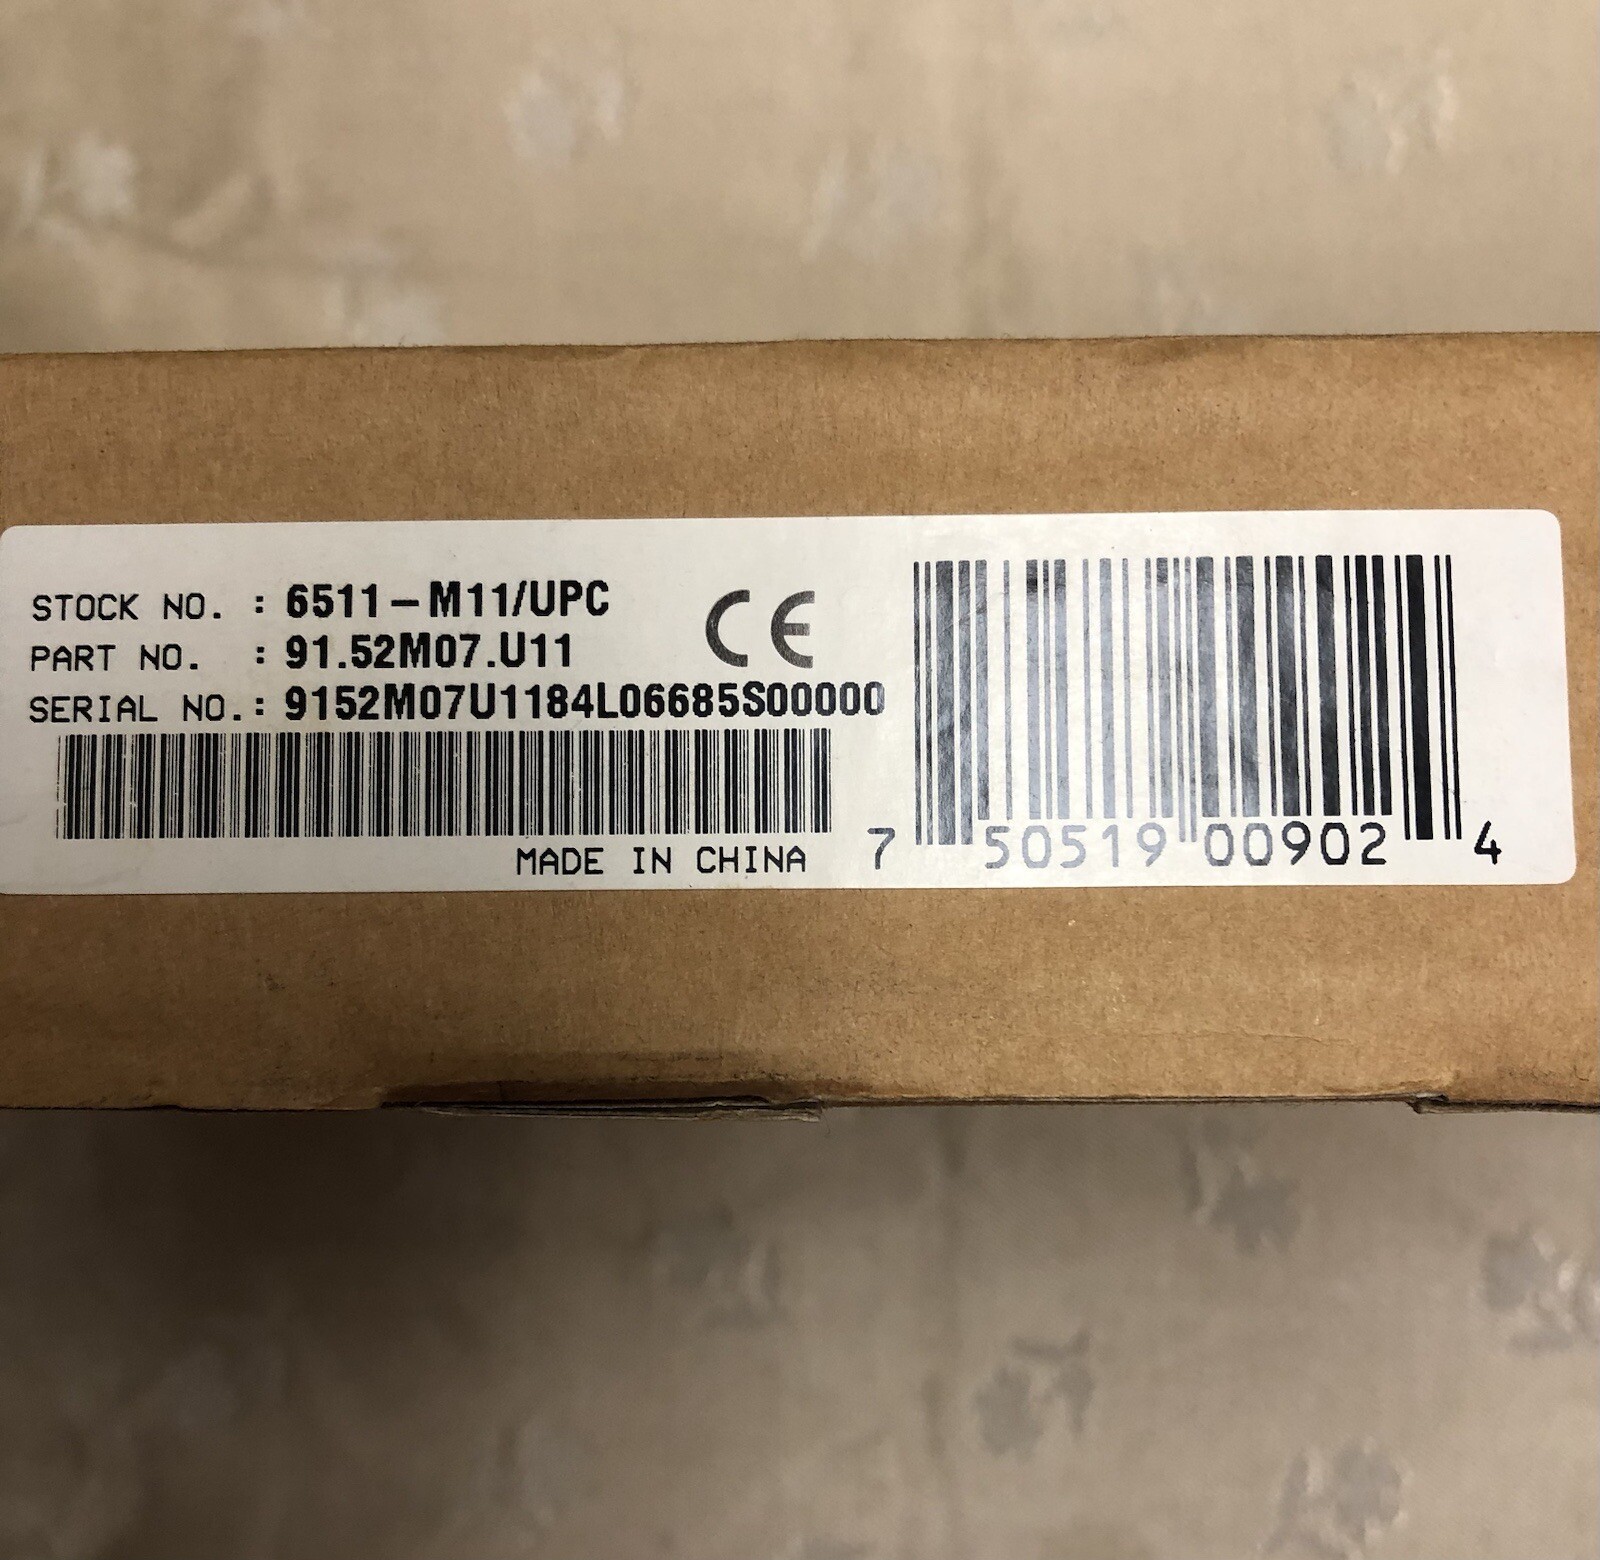 STOCK NO. : 6511-M11/UPC
PART NO. : 91.52M07.U11
SERIAL NO.: 9152M07U1184L06685S00000
CE
MADE IN CHINA
7 50519 00902 4